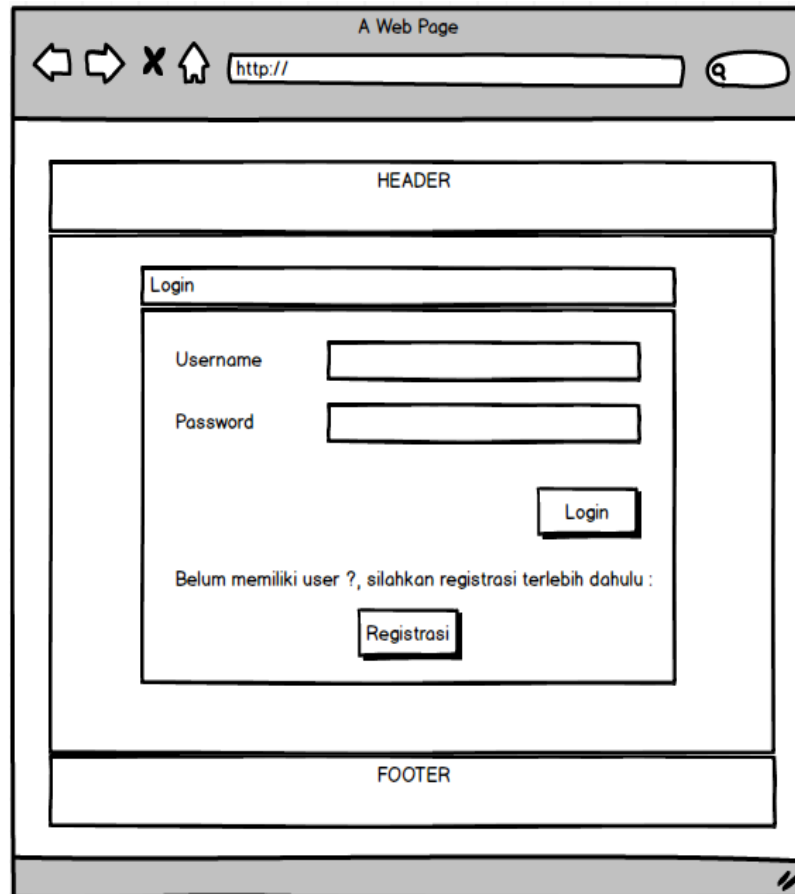 A Web Page
http://
HEADER
Login
Username
Password
Login
Belum memiliki user ?, silahkan registrasi terlebih dahulu :
Registrasi
FOOTER